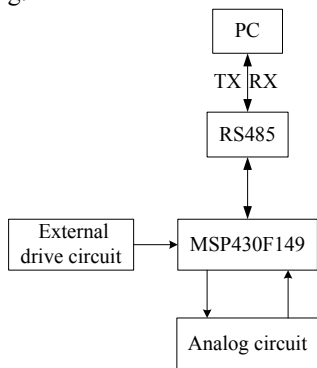 PC
TX RX
RS485
External
drive circuit
MSP430F149
Analog circuit